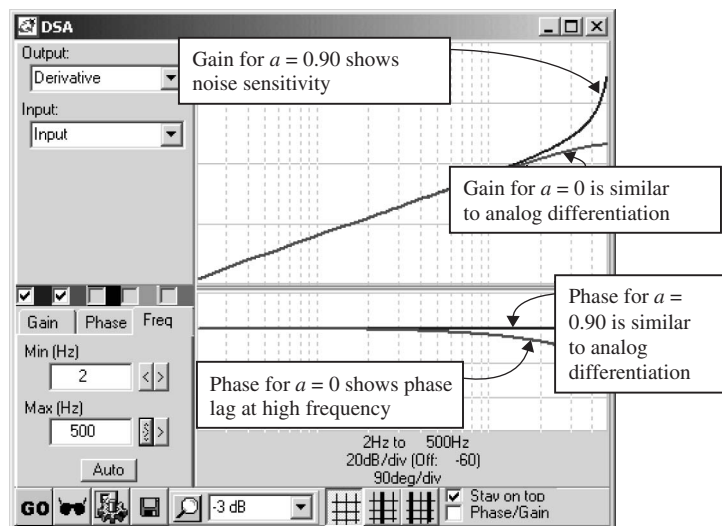 DSA
Output:
Derivative
Input:
Input
Gain for a = 0.90 shows
noise sensitivity
Gain for a = 0 is similar
to analog differentiation
Phase for a =
0.90 is similar
to analog
differentiation
Phase for a = 0 shows phase
lag at high frequency
Gain
Phase
Freq
Min (Hz)
2
< >
Max (Hz)
500
>
Auto
2Hz to 500Hz
20dB/div (Off: -60)
90deg/div
GO
-3 dB
Stay on top
Phase/Gain